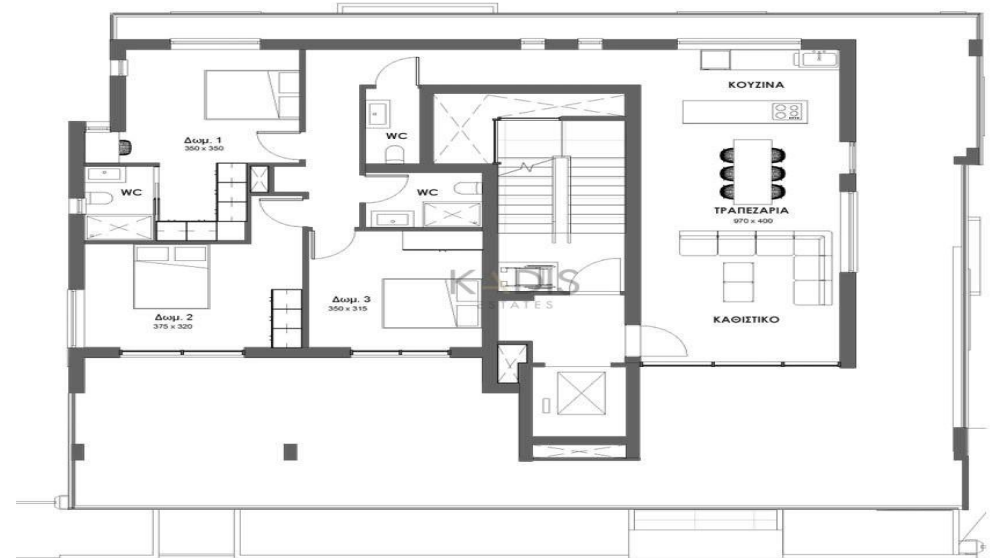 ΚΟΥΖΙΝΑ
WC
Δωμ. 1
350 x 350
WC
WC
ΤΡΑΠΕΖΑΡΙΑ
970 x 400
KADIS
ESTATES
Δωμ. 3
350 x 315
Δωμ. 2
375 x 320
ΚΑΘΙΣΤΙΚΟ